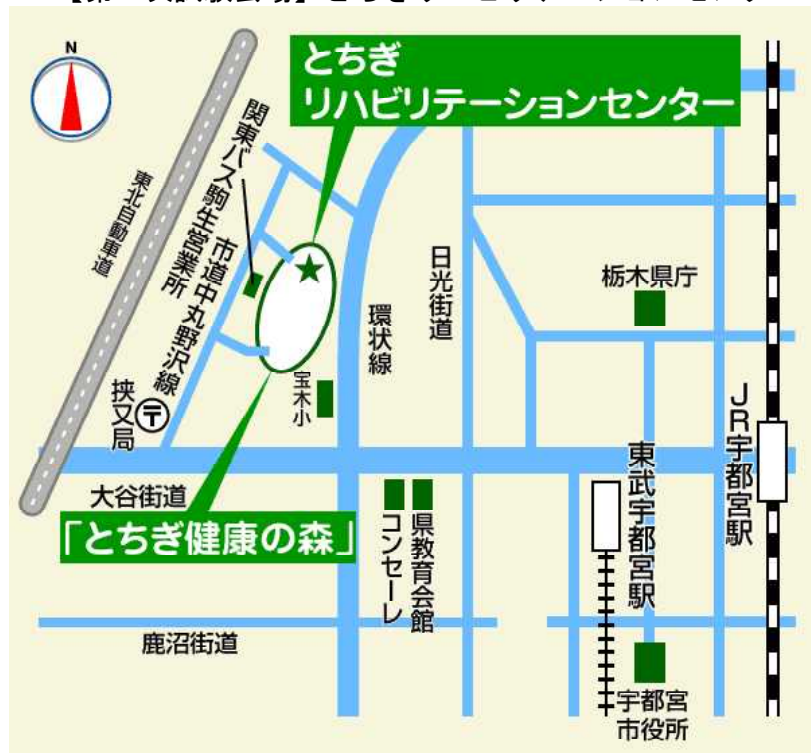 N
とちぎ
リハビリテーションセンター
関東バス駒生営業所
東北自動車道
市道中丸野沢線
日光街道
栃木県庁
環状線
宝木小
挟又局
〒
JR宇都宮駅
東武宇都宮駅
大谷街道
「とちぎ健康の森」
コンセーレ
県教育会館
鹿沼街道
宇都宮
市役所